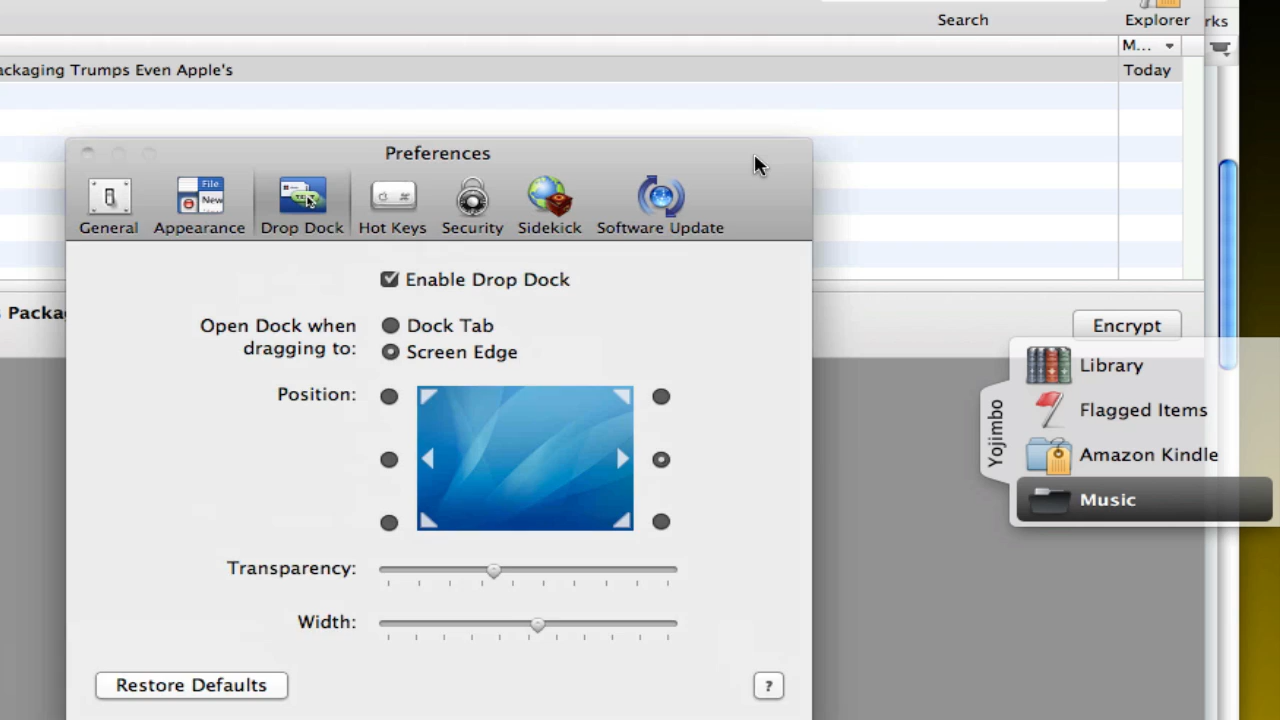 Search
Explorer
rks
M...
ackaging Trumps Even Apple's
Today
Preferences
File
New
General
Appearance
Drop Dock
Hot Keys
Security
Sidekick
Software Update
Enable Drop Dock
Open Dock when
dragging to:
Dock Tab
Screen Edge
Position:
Transparency:
Width:
Restore Defaults
?
Packa
Encrypt
Yojimbo
Library
Flagged Items
Amazon Kindle
Music